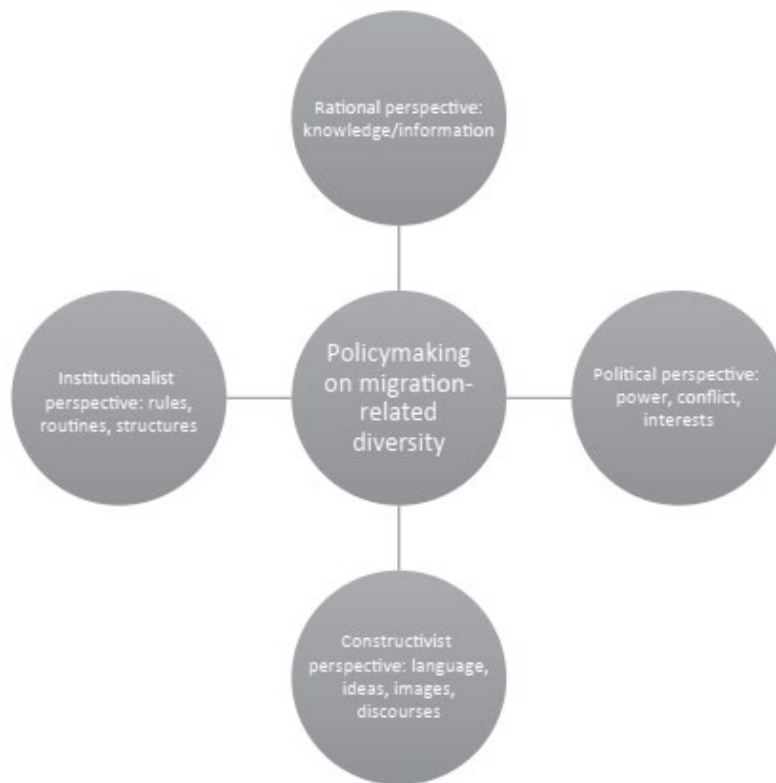 Rational perspective:
knowledge/information
Institutionalist
perspective: rules,
routines, structures
Policymaking
on migration-
related
diversity
Political perspective:
power, conflict,
interests
Constructivist
perspective: language,
ideas, images,
discourses